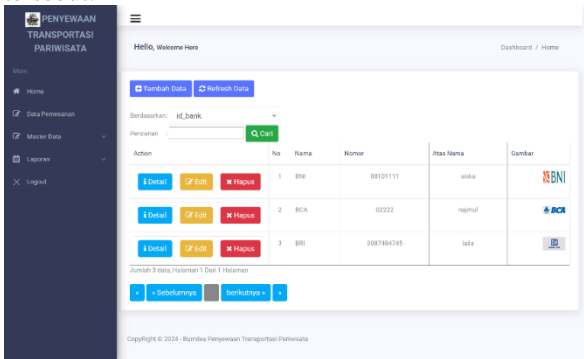 PENYEWAAN
TRANSPORTASI
PARIWISATA
Main
Home
Data Pemesanan
Master Data
Laporan
Logout
Hello, Welcome Here
Dashboard / Home
Tambah Data
Refresh Data
Berdasarkan: id_bank
Pencarian :
Cari
Action No Nama Nomor Atas Nama Gambar
Detail Edit Hapus 1 BNI 08101111 siska BNI
Detail Edit Hapus 2 BCA 02232 najmul BCA
Detail Edit Hapus 3 BRI 0087404745 lala
Jumlah 3 data, Halaman 1 Dari 1 Halaman
« « Sebelumnya berikutnya » »
CopyRight © 2024 - Bumdes Penyewaan Transportasi Pariwisata